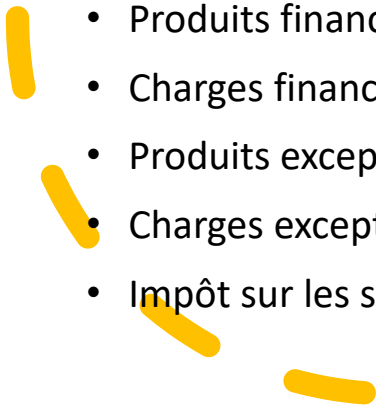 • Produits financ
• Charges financ
• Produits excep
• Charges except
• Impôt sur les s